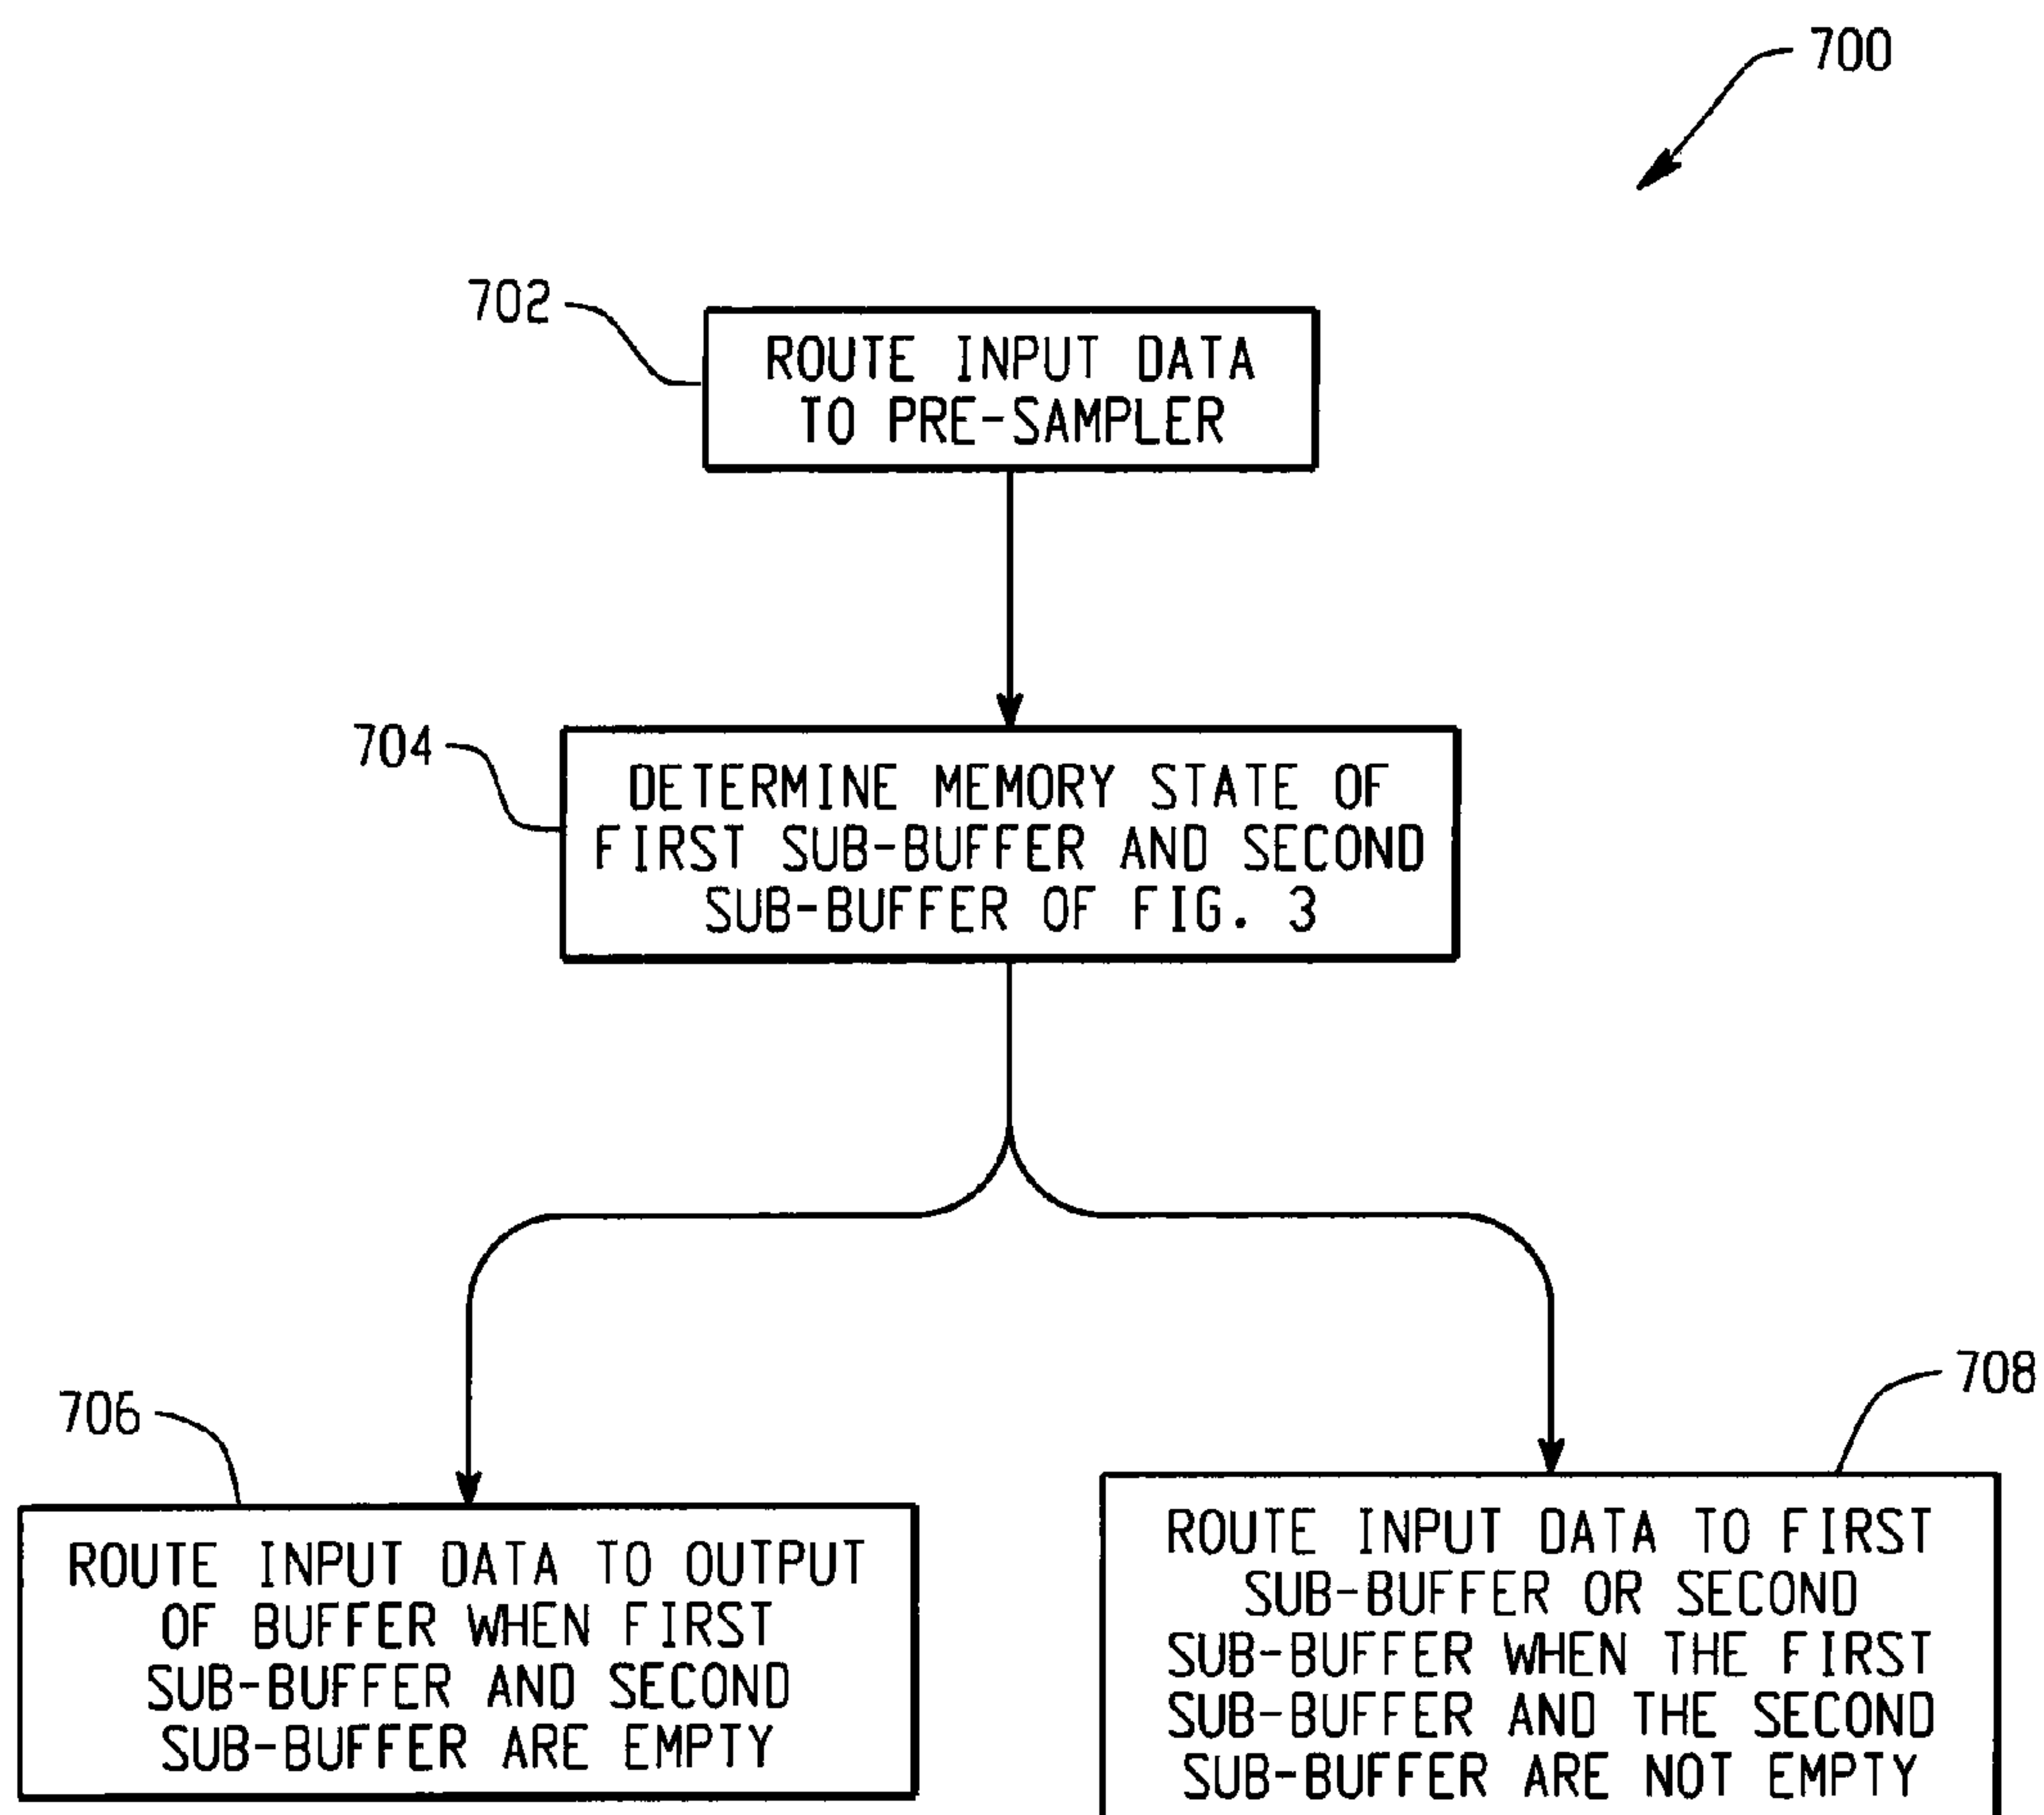 700
702
ROUTE INPUT DATA
TO PRE-SAMPLER
704
DETERMINE MEMORY STATE OF
FIRST SUB-BUFFER AND SECOND
SUB-BUFFER OF FIG. 3
706
ROUTE INPUT DATA TO OUTPUT
OF BUFFER WHEN FIRST
SUB-BUFFER AND SECOND
SUB-BUFFER ARE EMPTY
708
ROUTE INPUT DATA TO FIRST
SUB-BUFFER OR SECOND
SUB-BUFFER WHEN THE FIRST
SUB-BUFFER AND THE SECOND
SUB-BUFFER ARE NOT EMPTY